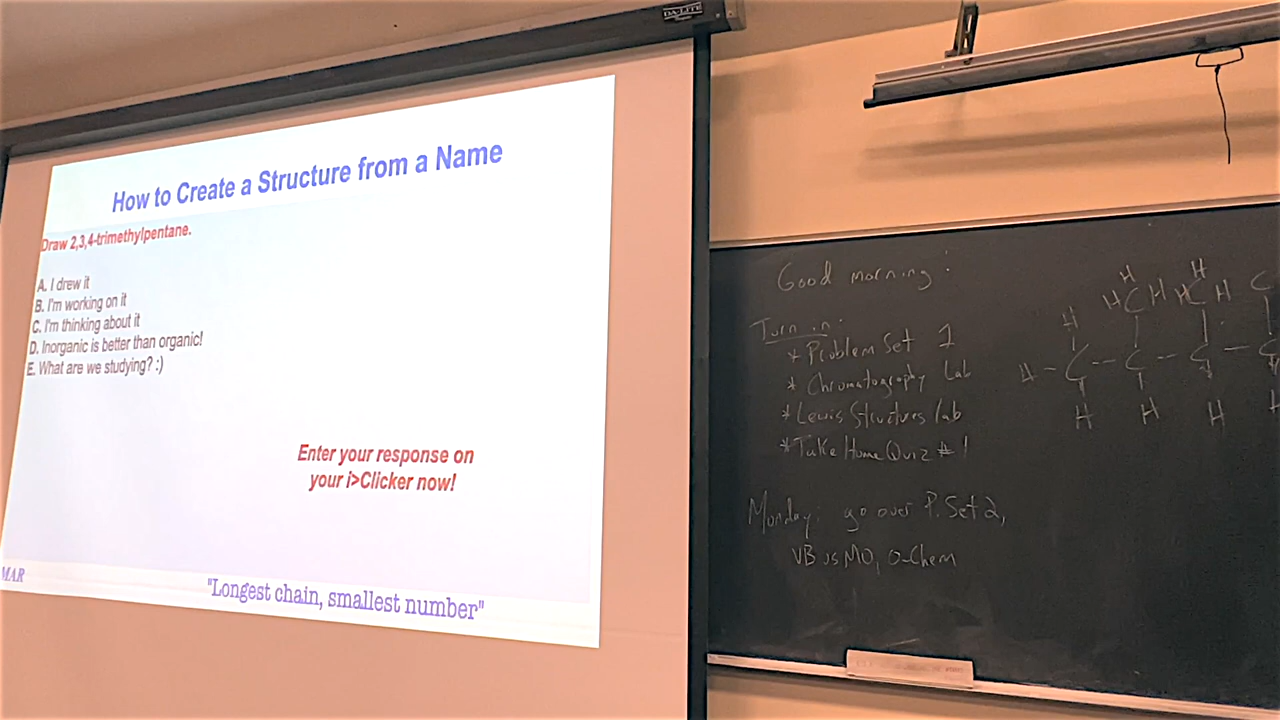 DA-LITE
How to Create a Structure from a Name
Draw 2,3,4-trimethylpentane.
A. I drew it
B. I'm working on it
C. I'm thinking about it
D. Inorganic is better than organic!
E. What are we studying? :)
Enter your response on
your i>Clicker now!
MAR
"Longest chain, smallest number"
Good morning!
Turn in:
* Problem Set 1
* Chromatography Lab
* Lewis Structures lab
* Take Home Quiz #1
Monday: go over P. Set 2,
VB vs MO, O-Chem
H H
H C H H C H C
H
H - C - C - C - C
H H H H